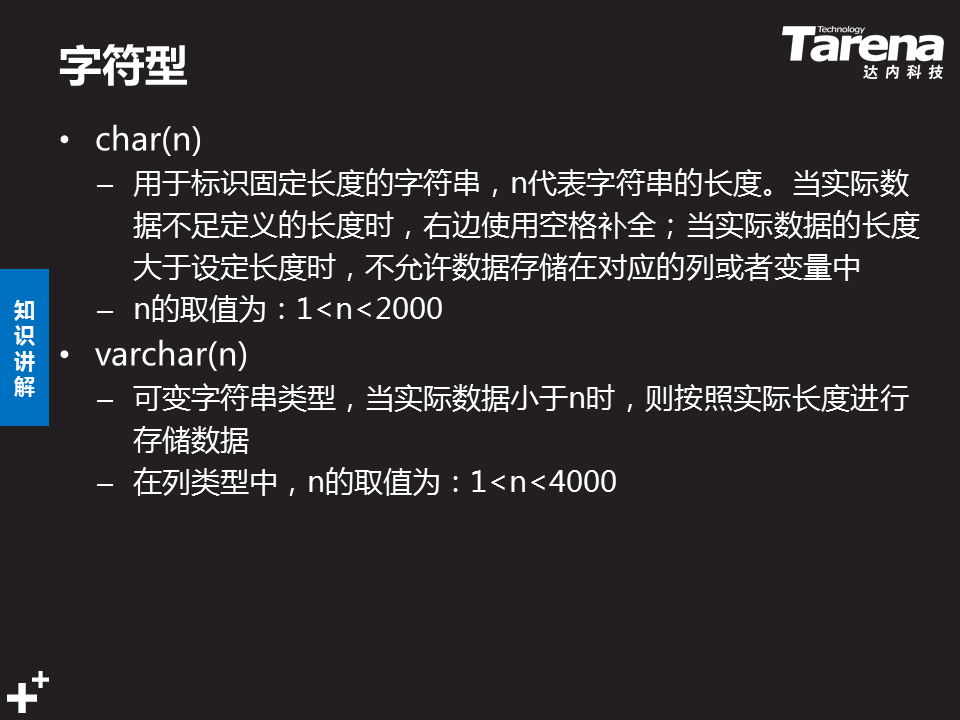 字符型
Technology
Tarena
达内科技
• char(n)
– 用于标识固定长度的字符串，n代表字符串的长度。当实际数
据不足定义的长度时，右边使用空格补全；当实际数据的长度
大于设定长度时，不允许数据存储在对应的列或者变量中
– n的取值为：1<n<2000
• varchar(n)
– 可变字符串类型，当实际数据小于n时，则按照实际长度进行
存储数据
– 在列类型中，n的取值为：1<n<4000
知
识
讲
解